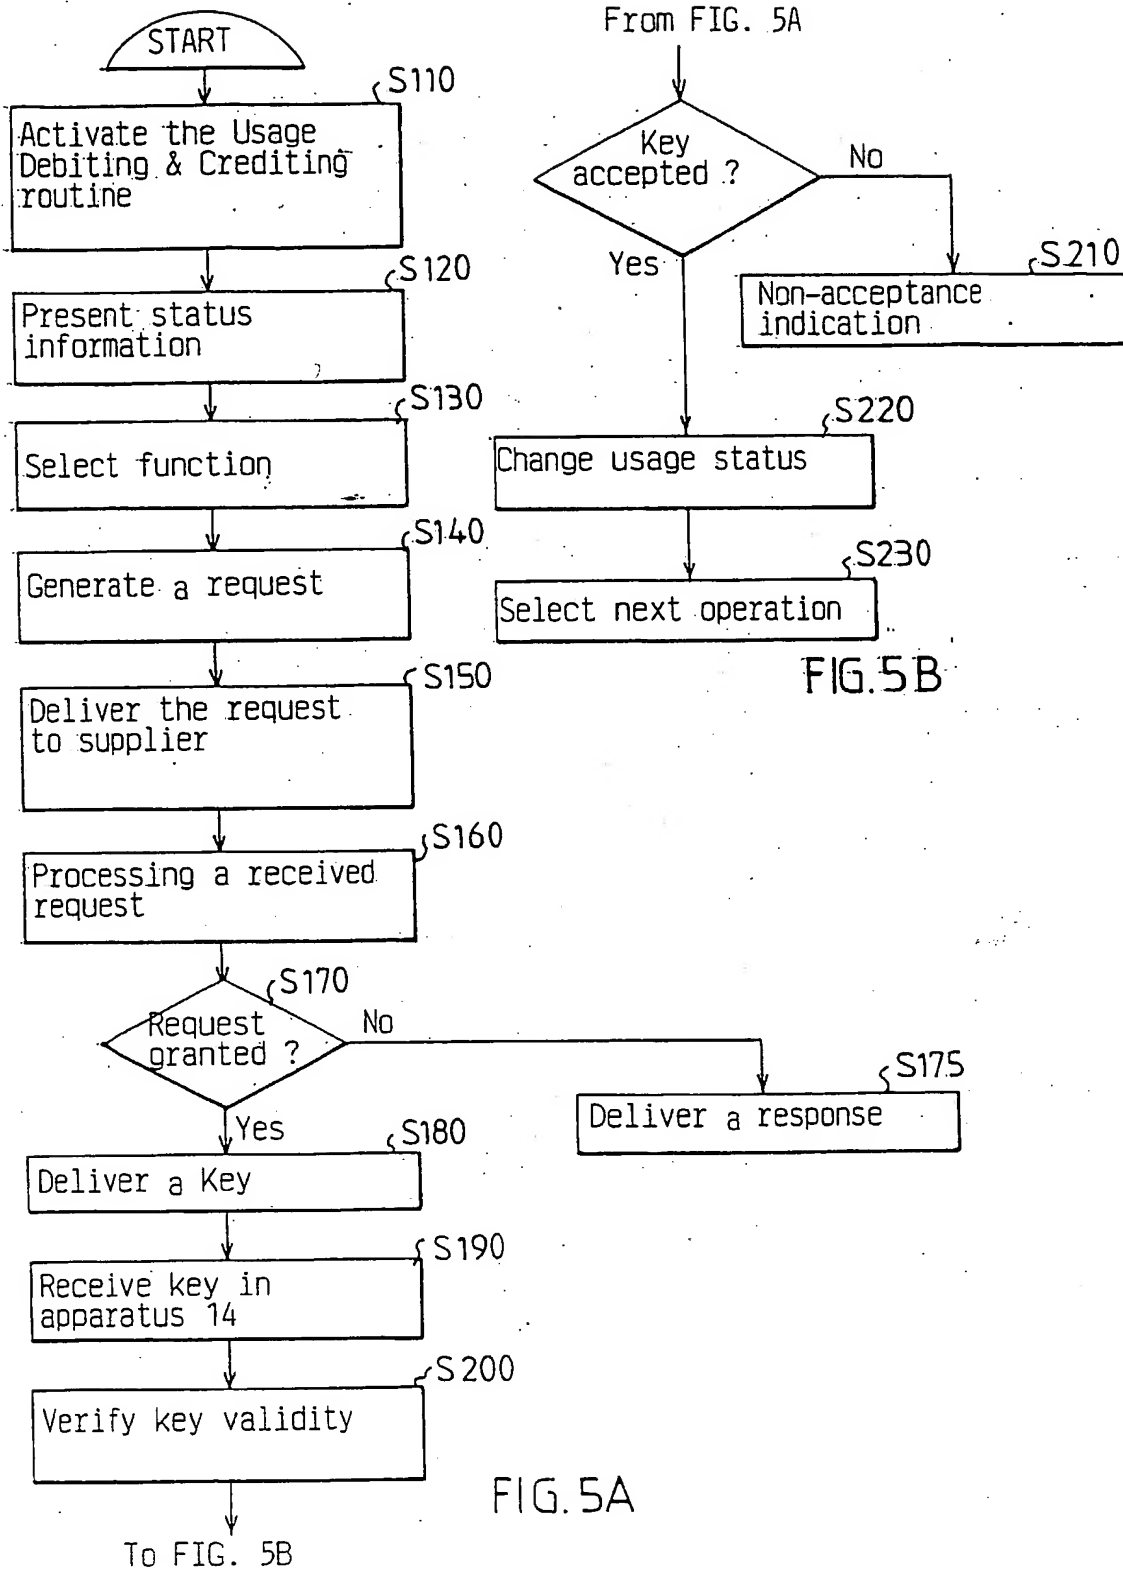 START
S110
Activate the Usage
Debiting & Crediting
routine
S120
Present status
information
S130
Select function
S140
Generate a request
S150
Deliver the request
to supplier
S160
Processing a received
request
S170
Request
granted ?
No
S175
Deliver a response
Yes
S180
Deliver a Key
S190
Receive key in
apparatus 14
S200
Verify key validity
To FIG. 5B
FIG. 5A
From FIG. 5A
Key
accepted ?
No
S210
Non-acceptance
indication
Yes
S220
Change usage status
S230
Select next operation
FIG. 5B